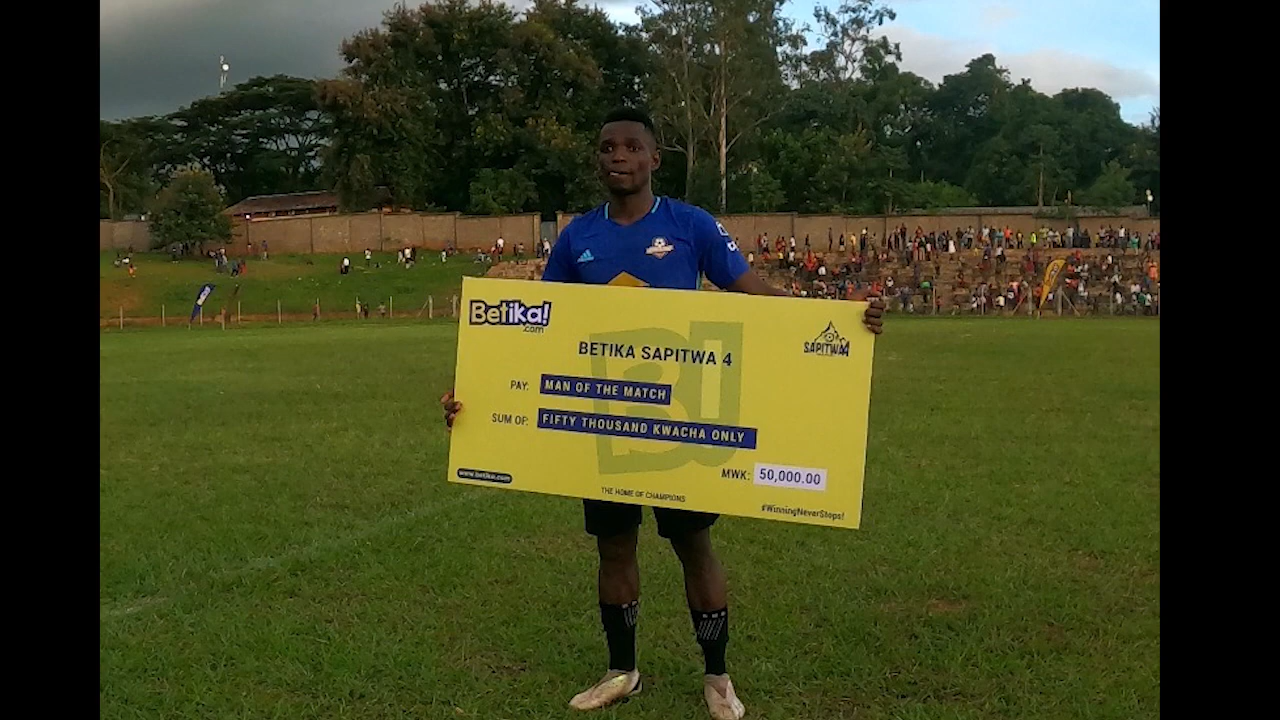 Betika!
.com
SAPITWA4
BETIKA SAPITWA 4
PAY: MAN OF THE MATCH
SUM OF: FIFTY THOUSAND KWACHA ONLY
MWK: 50,000.00
www.betika.com
THE HOME OF CHAMPIONS
#WinningNeverStops!